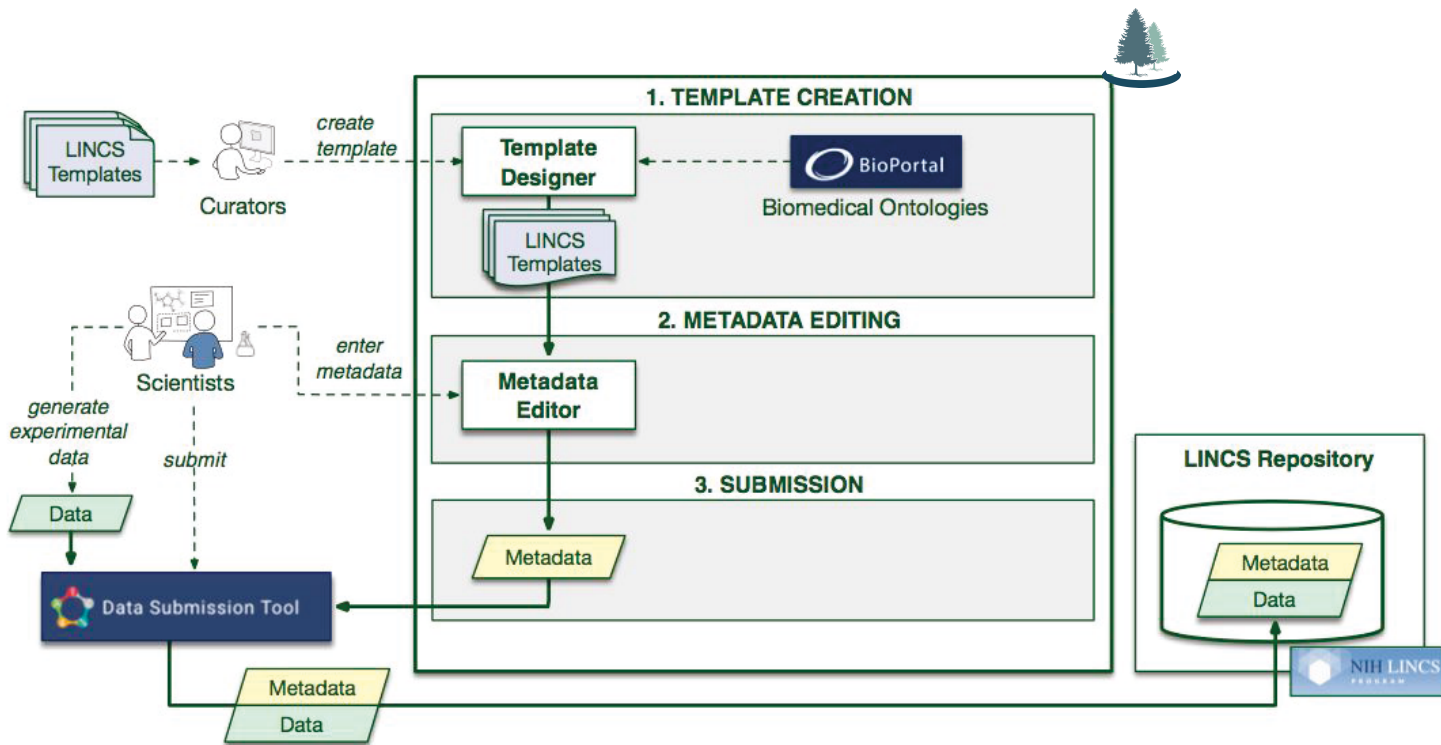 1. TEMPLATE CREATION
LINCS
Templates
Curators
create
template
Template
Designer
BioPortal
Biomedical Ontologies
LINCS
Templates
2. METADATA EDITING
Scientists
enter
metadata
Metadata
Editor
generate
experimental
data
submit
3. SUBMISSION
Data
Metadata
Data Submission Tool
Metadata
Data
LINCS Repository
Metadata
Data
NIH LINCS
PROGRAM